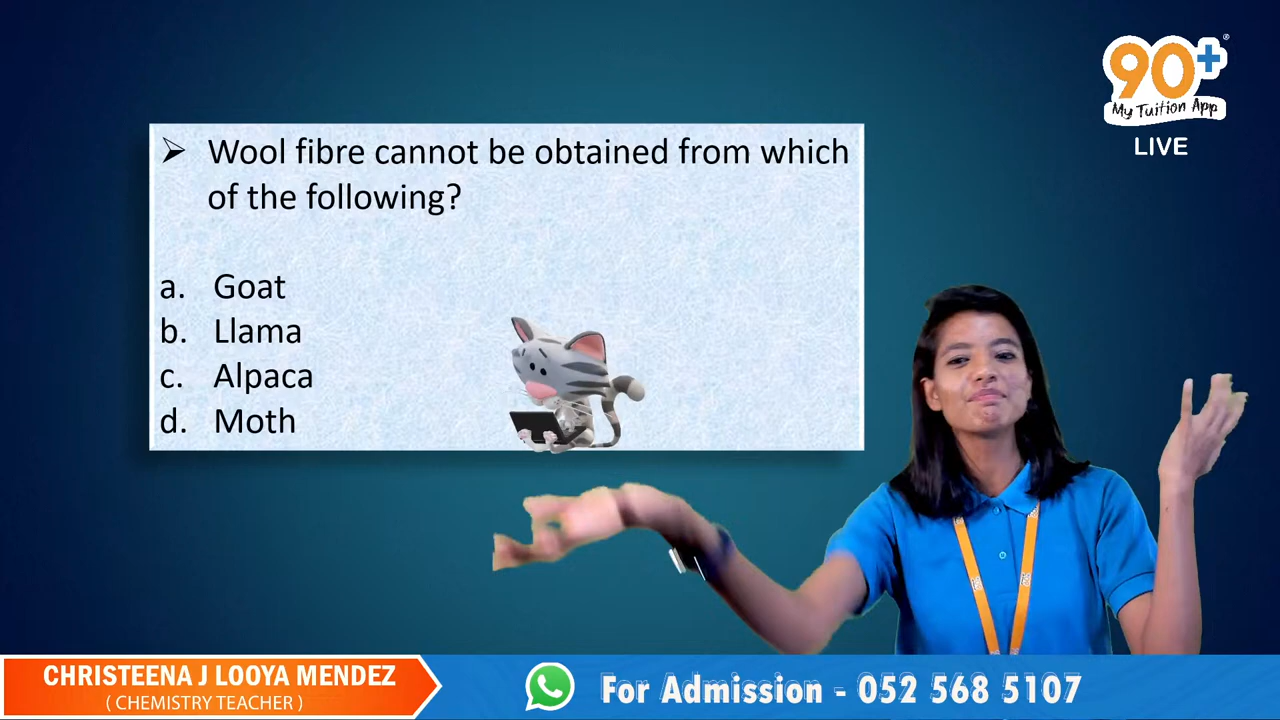 90+
®
My Tuition App
LIVE
➤ Wool fibre cannot be obtained from which
of the following?
a. Goat
b. Llama
c. Alpaca
d. Moth
CHRISTEENA J LOOYA MENDEZ
( CHEMISTRY TEACHER )
For Admission - 052 568 5107